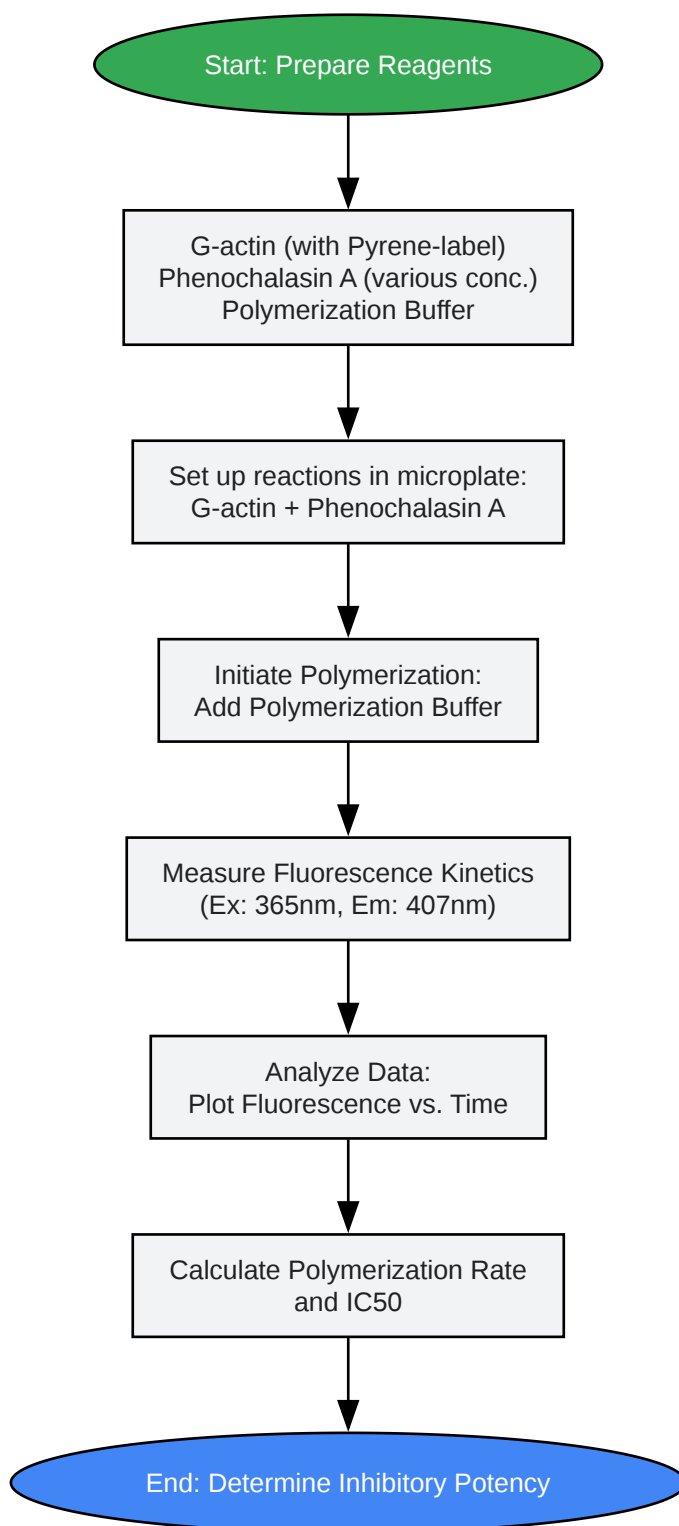 Start: Prepare Reagents
G-actin (with Pyrene-label)
Phenochalasin A (various conc.)
Polymerization Buffer
Set up reactions in microplate:
G-actin + Phenochalasin A
Initiate Polymerization:
Add Polymerization Buffer
Measure Fluorescence Kinetics
(Ex: 365nm, Em: 407nm)
Analyze Data:
Plot Fluorescence vs. Time
Calculate Polymerization Rate
and IC50
End: Determine Inhibitory Potency